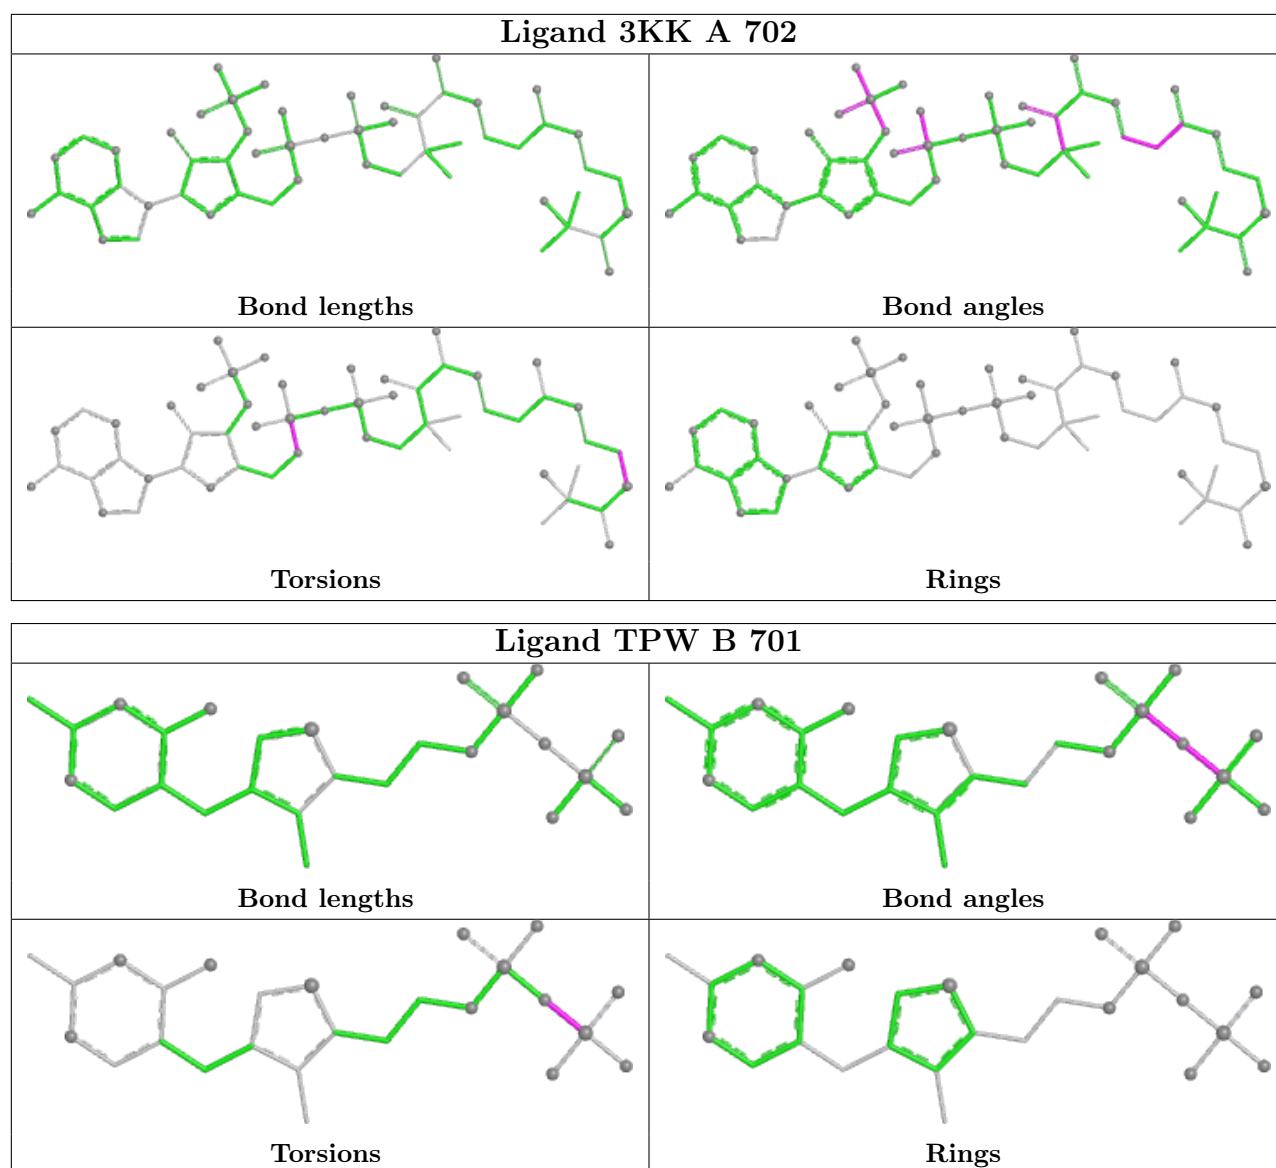 Ligand 3KK A 702
Bond lengths
Bond angles
Torsions
Rings
Ligand TPW B 701
Bond lengths
Bond angles
Torsions
Rings